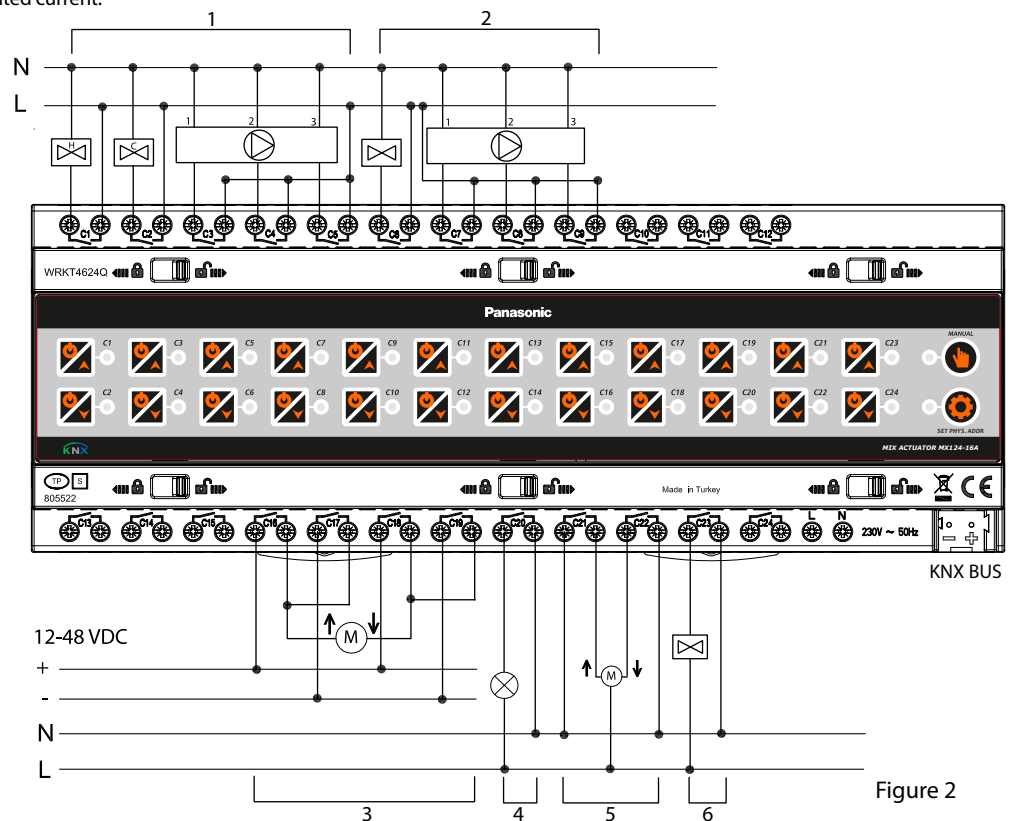 ated current.
1 2
N
L
1 2 3 1 2 3
H C
C1 C2 C3 C4 C5 C6 C7 C8 C9 C10 C11 C12
WRKT4624Q
Panasonic
C1 C3 C5 C7 C9 C11 C13 C15 C17 C19 C21 C23
MANUAL
C2 C4 C6 C8 C10 C12 C14 C16 C18 C20 C22 C24
SET PHYS. ADDR
KNX
MIX ACTUATOR MX124-16A
TP S
805522
Made in Turkey
CE
C13 C14 C15 C16 C17 C18 C19 C20 C21 C22 C23 C24 L N 230V ~ 50Hz
- +
KNX BUS
12-48 VDC
M
+
M
-
N
L
Figure 2
3 4 5 6